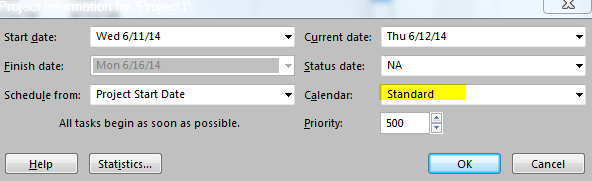 Project Information for 'Project1'
Start date: Wed 6/11/14 Current date: Thu 6/12/14
Finish date: Mon 6/16/14 Status date: NA
Schedule from: Project Start Date Calendar: Standard
All tasks begin as soon as possible. Priority: 500
Help Statistics... OK Cancel